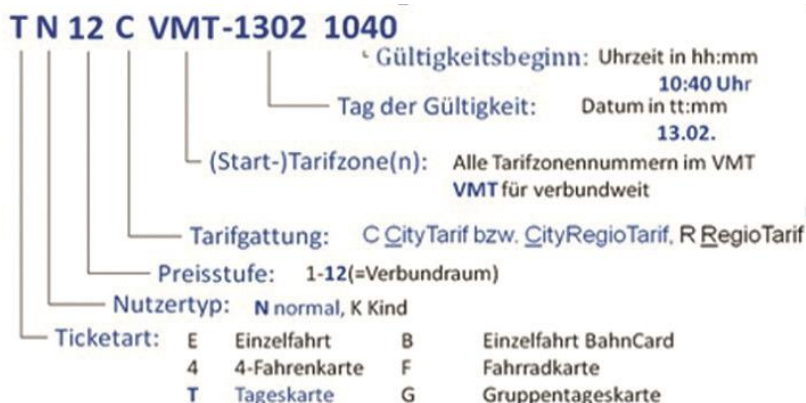 T N 12 C VMT-1302 1040
Gültigkeitsbeginn: Uhrzeit in hh:mm
10:40 Uhr
Tag der Gültigkeit: Datum in tt:mm
13.02.
(Start-)Tarifzone(n): Alle Tarifzonennummern im VMT
VMT für verbundweit
Tarifgattung: C CityTarif bzw. CityRegioTarif, R RegioTarif
Preisstufe: 1-12(=Verbundraum)
Nutzertyp: N normal, K Kind
Ticketart: E Einzelfahrt B Einzelfahrt BahnCard
4 4-Fahrenkarte F Fahrradkarte
T Tageskarte G Gruppentageskarte